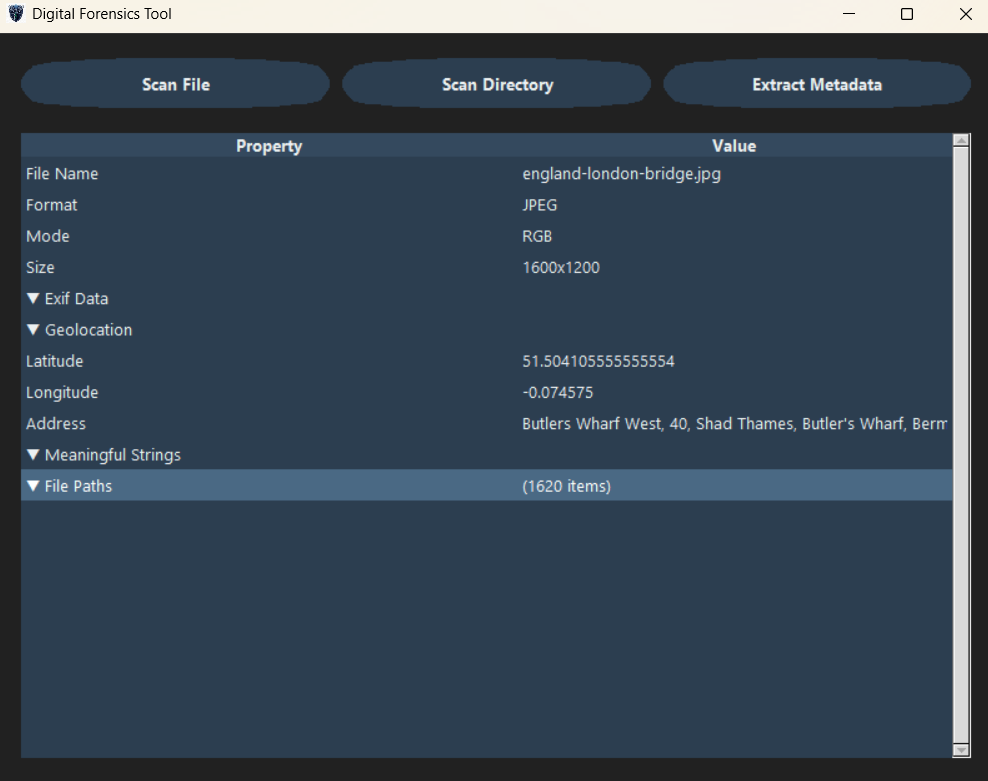 Digital Forensics Tool
Scan File Scan Directory Extract Metadata
Property Value
File Name england-london-bridge.jpg
Format JPEG
Mode RGB
Size 1600x1200
▼ Exif Data
▼ Geolocation
Latitude 51.504105555555554
Longitude -0.074575
Address Butlers Wharf West, 40, Shad Thames, Butler's Wharf, Berm
▼ Meaningful Strings
▼ File Paths (1620 items)